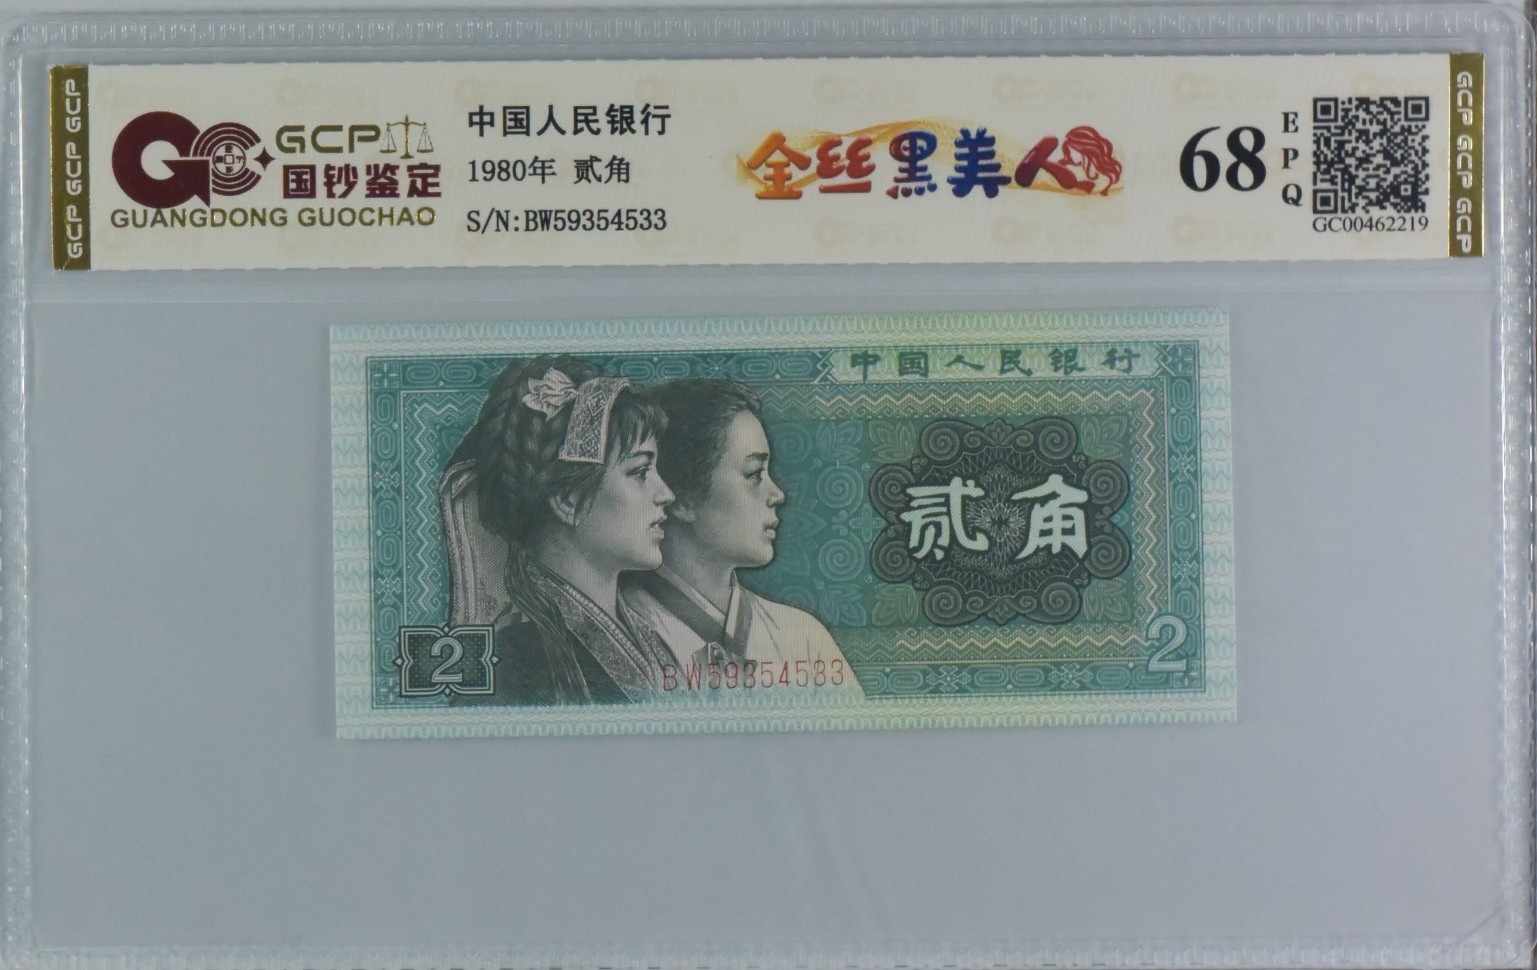 GCP GCP GCP
GCP
国钞鉴定
GUANGDONG GUOCHAO
中国人民银行
1980年 贰角
S/N:BW59354533
金丝黑美人
68
EPQ
GC00462219
GCP GCP GCP
中国人民银行
贰角
2
2
BW59354533